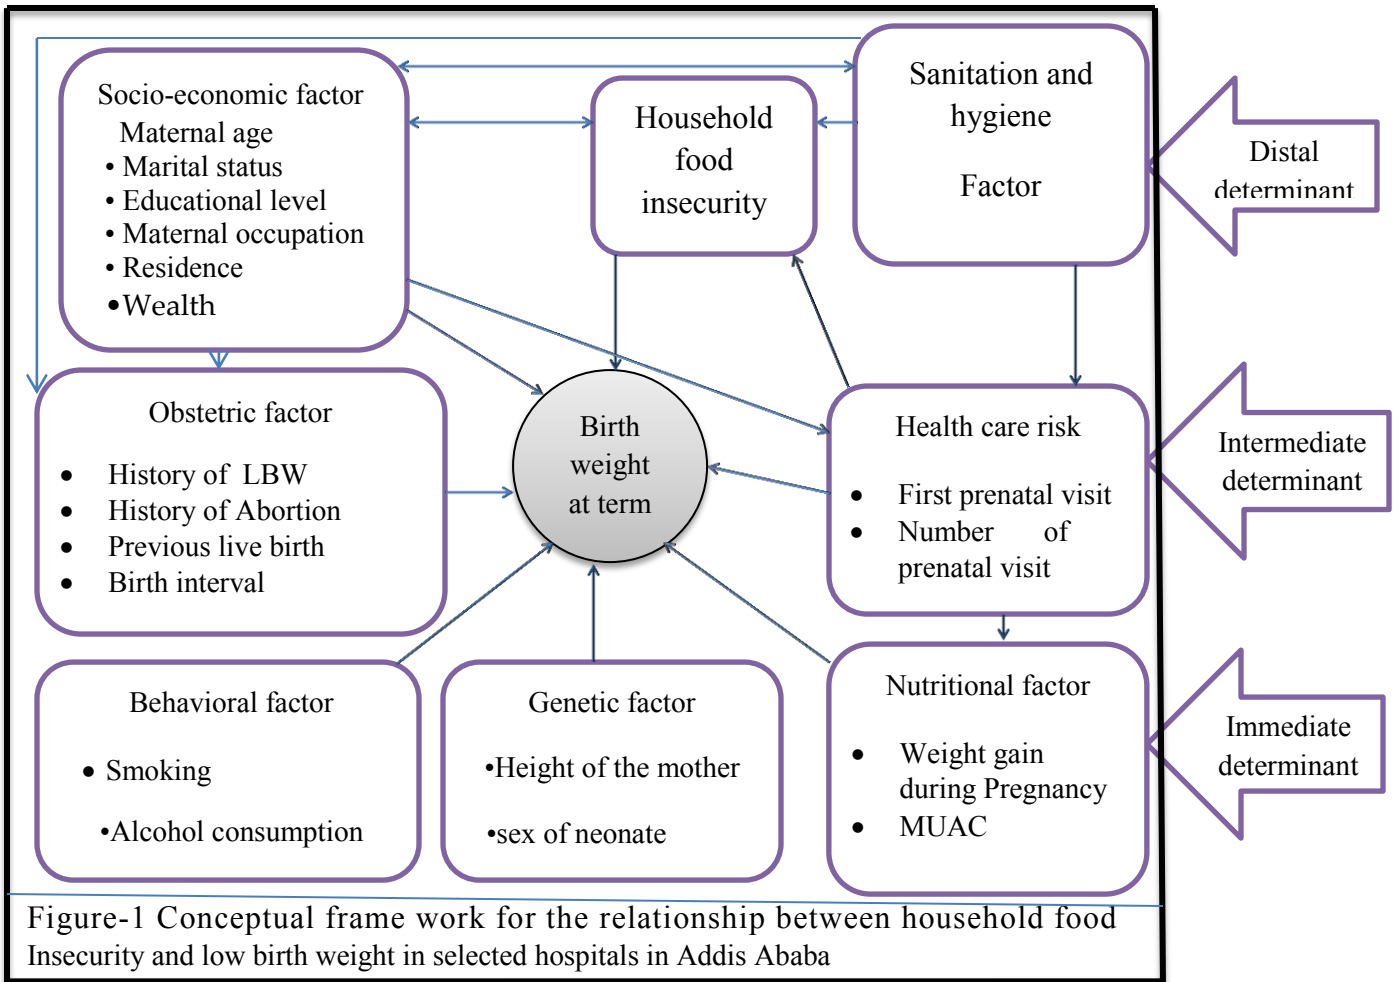 Socio-economic factor
Maternal age
• Marital status
• Educational level
• Maternal occupation
• Residence
•Wealth
Household
food
insecurity
Sanitation and
hygiene
Factor
Distal
determinant
Obstetric factor
• History of LBW
• History of Abortion
• Previous live birth
• Birth interval
Birth
weight
at term
Health care risk
• First prenatal visit
• Number of
prenatal visit
Intermediate
determinant
Behavioral factor
• Smoking
•Alcohol consumption
Genetic factor
•Height of the mother
•sex of neonate
Nutritional factor
• Weight gain
during Pregnancy
• MUAC
Immediate
determinant
Figure-1 Conceptual frame work for the relationship between household food
Insecurity and low birth weight in selected hospitals in Addis Ababa